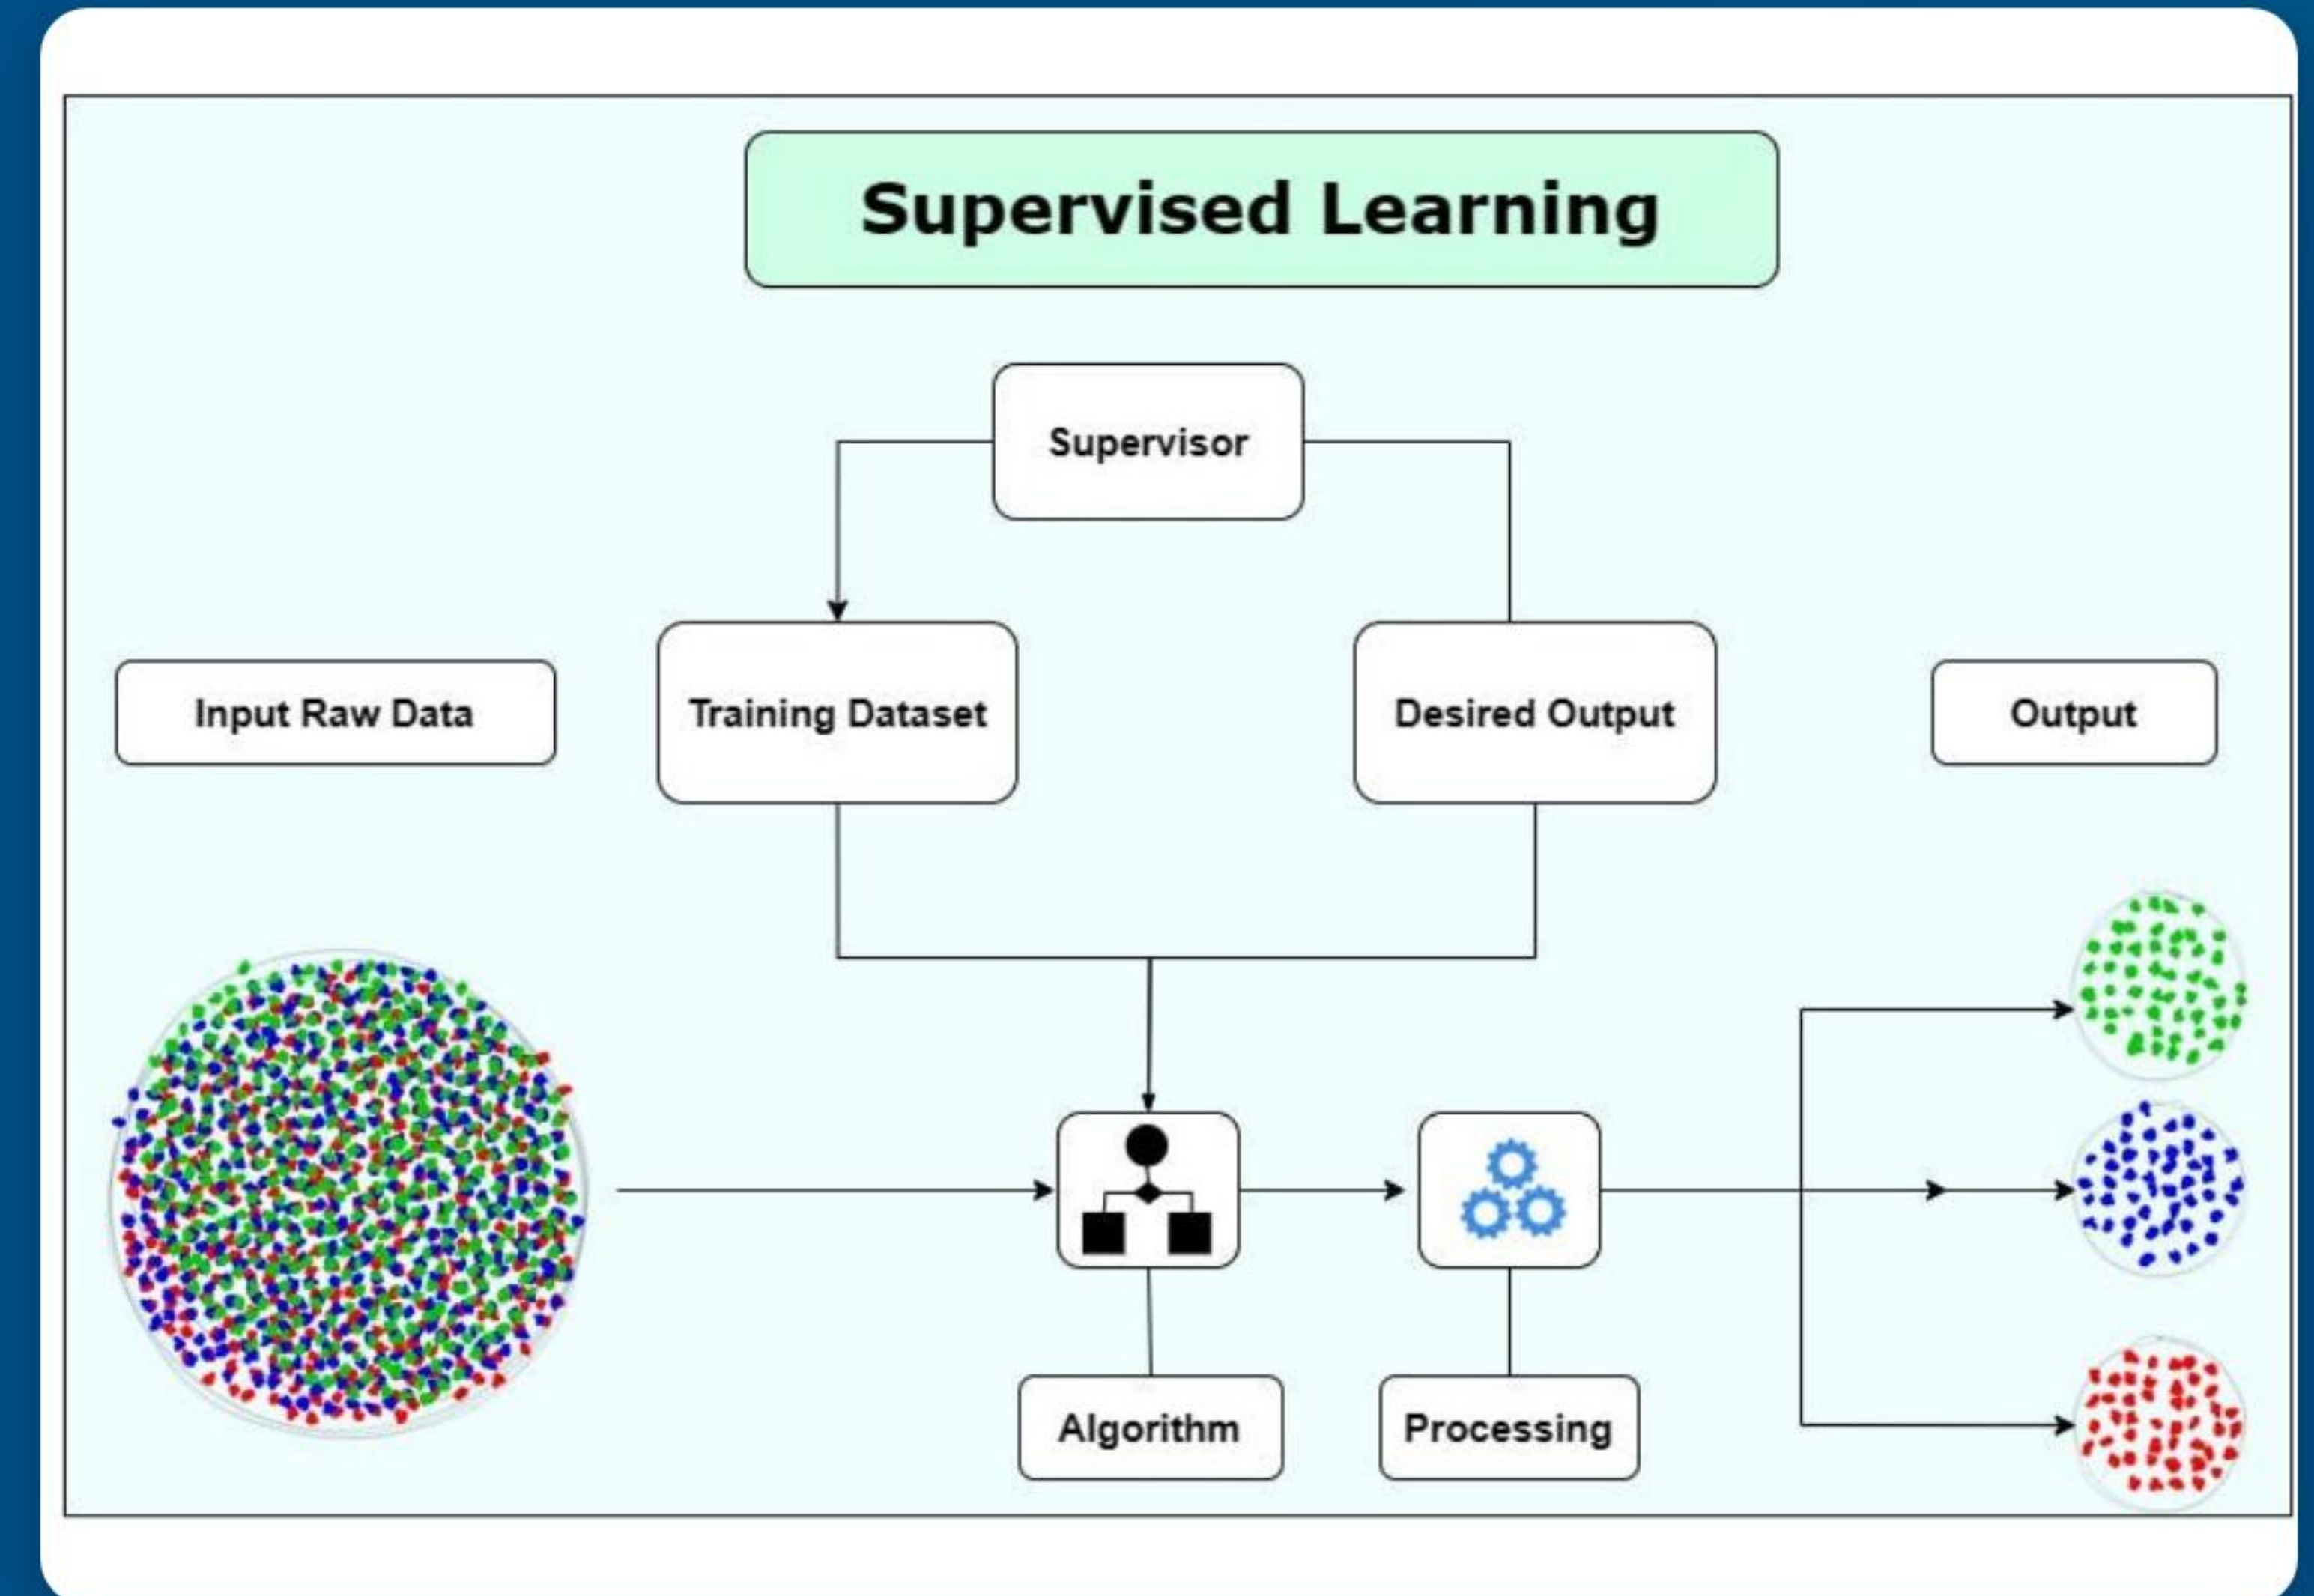 Supervised Learning
Supervisor
Input Raw Data
Training Dataset
Desired Output
Output
Algorithm
Processing